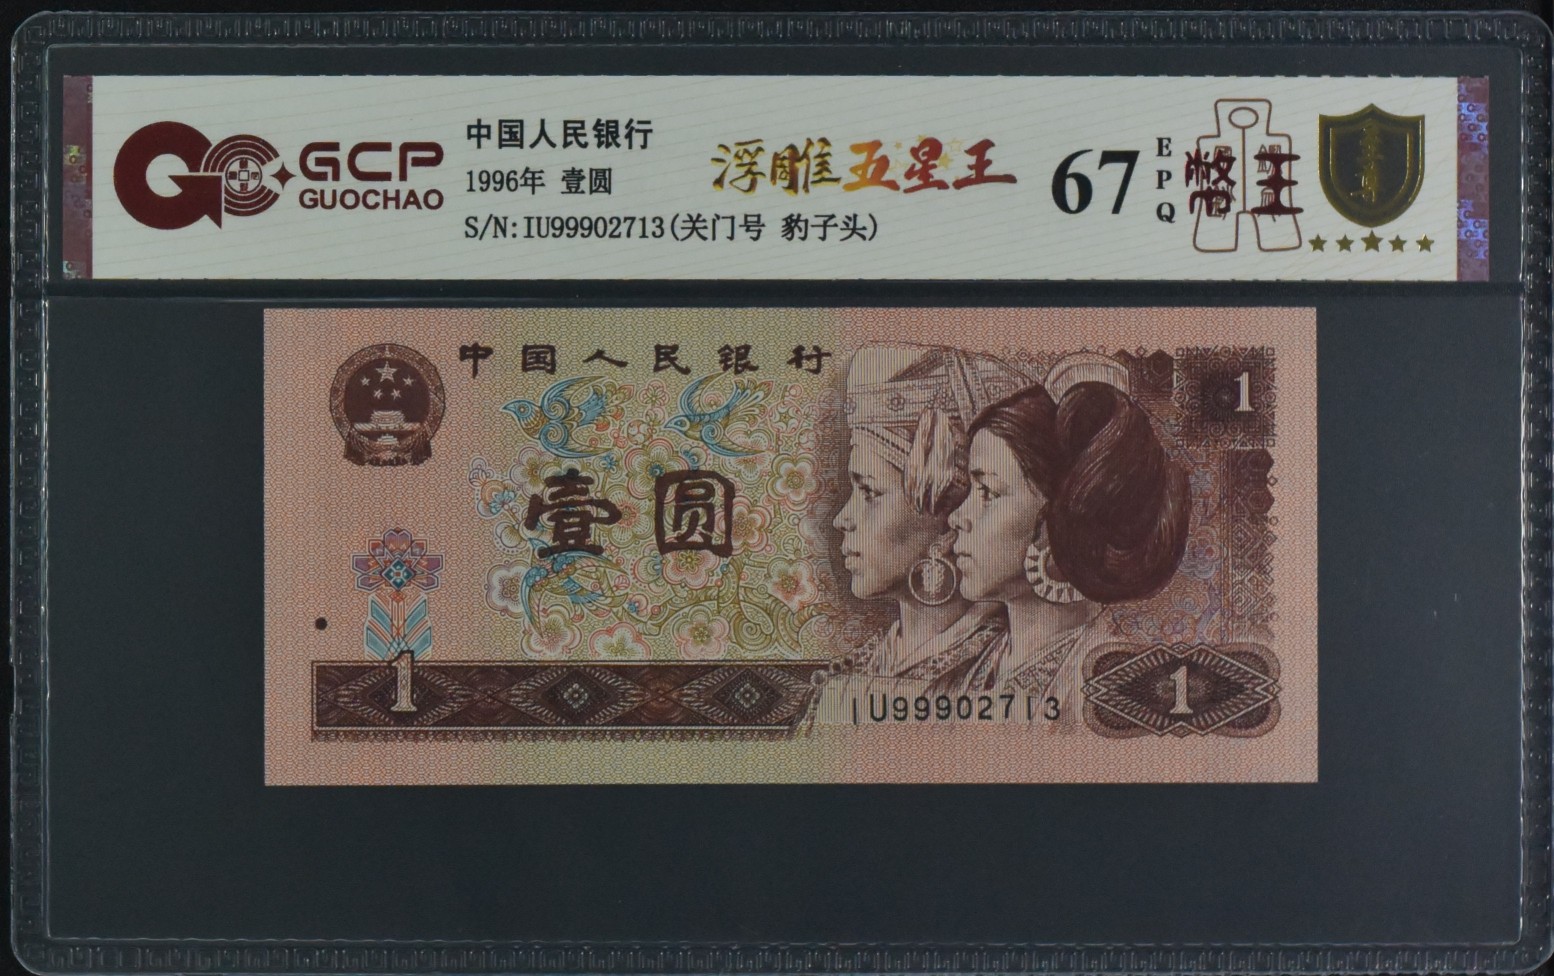 GCP
GUOCHAO
中国人民银行
1996年 壹圆
S/N:IU99902713(关门号 豹子头)
浮雕五星王
67
E
P
Q
中国人民银行
1
壹圆
1
IU99902713
1